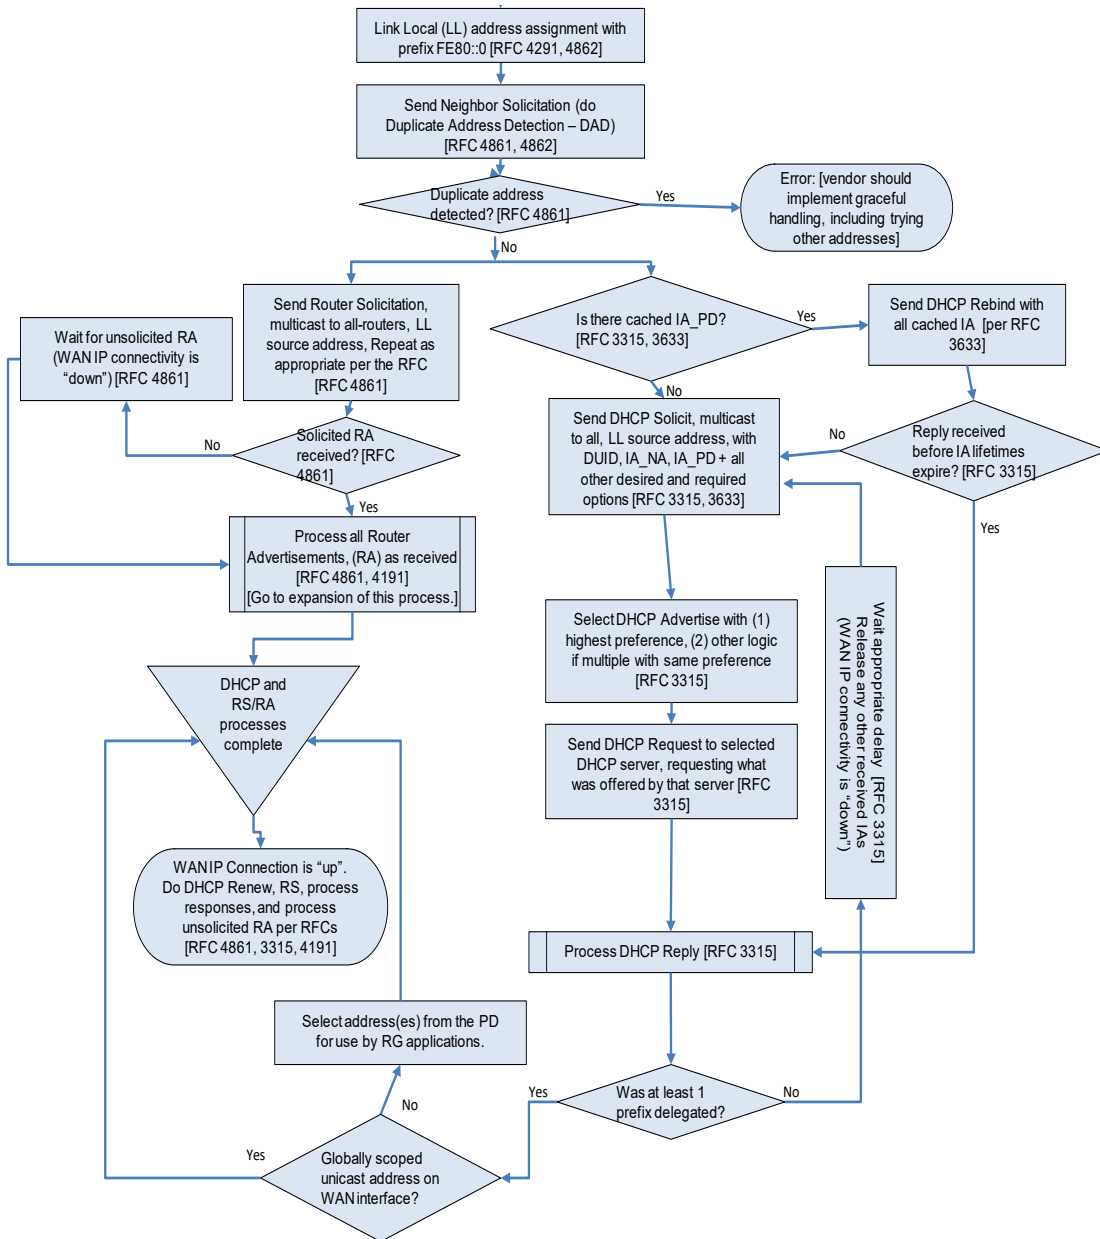 Link Local (LL) address assignment with
prefix FE80::0 [RFC 4291, 4862]
Send Neighbor Solicitation (do
Duplicate Address Detection – DAD)
[RFC 4861, 4862]
Duplicate address
detected? [RFC 4861]
Yes
Error: [vendor should
implement graceful
handling, including trying
other addresses]
No
Send Router Solicitation,
multicast to all-routers, LL
source address, Repeat as
appropriate per the RFC
[RFC 4861]
Wait for unsolicited RA
(WAN IP connectivity is
“down”) [RFC 4861]
No
Solicited RA
received? [RFC
4861]
Yes
Process all Router
Advertisements, (RA) as received
[RFC 4861, 4191]
[Go to expansion of this process.]
DHCP and
RS/RA
processes
complete
WAN IP Connection is “up”.
Do DHCP Renew, RS, process
responses, and process
unsolicited RA per RFCs
[RFC 4861, 3315, 4191]
Is there cached IA_PD?
[RFC 3315, 3633]
Yes
Send DHCP Rebind with
all cached IA [per RFC
3633]
No
Reply received
before IA lifetimes
expire? [RFC 3315]
No
Yes
Send DHCP Solicit, multicast
to all, LL source address, with
DUID, IA_NA, IA_PD + all
other desired and required
options [RFC 3315, 3633]
Select DHCP Advertise with (1)
highest preference, (2) other logic
if multiple with same preference
[RFC 3315]
Send DHCP Request to selected
DHCP server, requesting what
was offered by that server [RFC
3315]
Wait appropriate delay [RFC 3315]
Release any other received IAs
(WAN IP connectivity is “down”)
Process DHCP Reply [RFC 3315]
Was at least 1
prefix delegated?
No
Yes
Select address(es) from the PD
for use by RG applications.
No
Yes
Globally scoped
unicast address on
WAN interface?